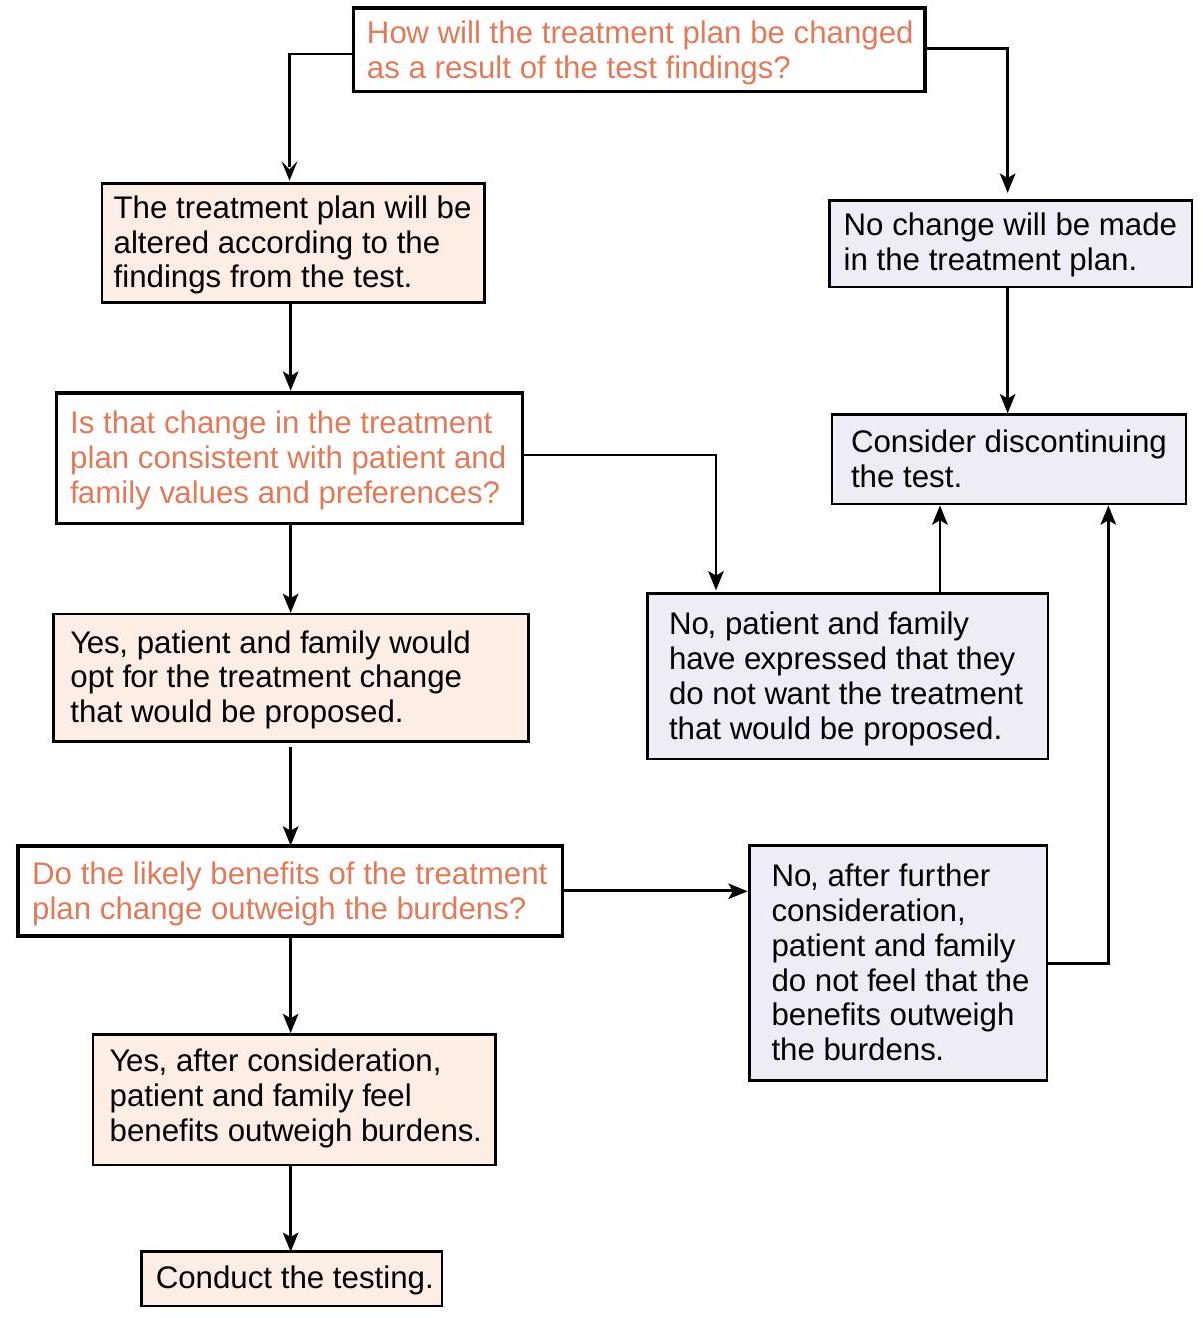 How will the treatment plan be changed
as a result of the test findings?
The treatment plan will be
altered according to the
findings from the test.
No change will be made
in the treatment plan.
Is that change in the treatment
plan consistent with patient and
family values and preferences?
Consider discontinuing
the test.
Yes, patient and family would
opt for the treatment change
that would be proposed.
No, patient and family
have expressed that they
do not want the treatment
that would be proposed.
Do the likely benefits of the treatment
plan change outweigh the burdens?
No, after further
consideration,
patient and family
do not feel that the
benefits outweigh
the burdens.
Yes, after consideration,
patient and family feel
benefits outweigh burdens.
Conduct the testing.